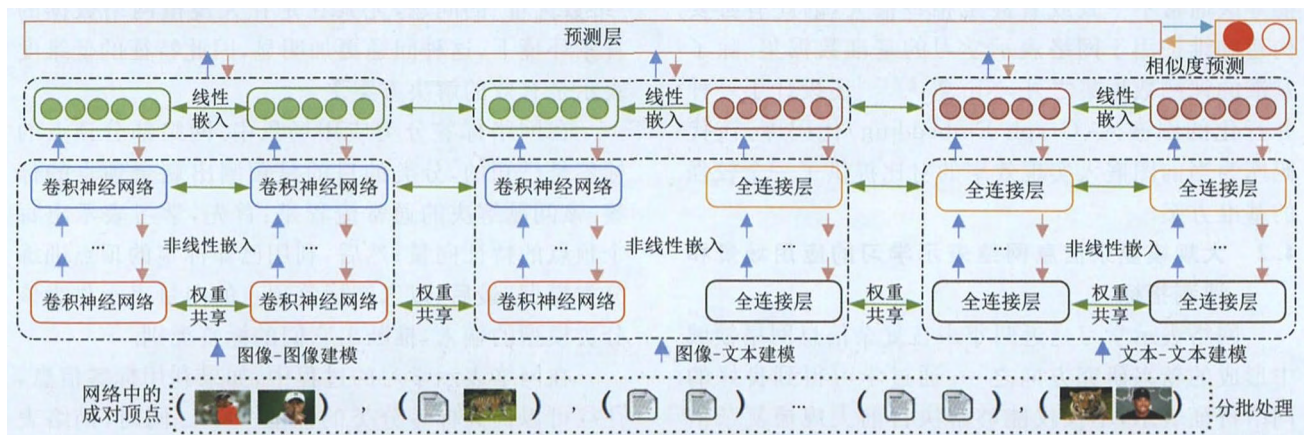 预测层
相似度预测
线性
嵌入
线性
嵌入
线性
嵌入
卷积神经网络
卷积神经网络
卷积神经网络
全连接层
全连接层
全连接层
非线性嵌入
非线性嵌入
非线性嵌入
卷积神经网络
权重
共享
卷积神经网络
权重
共享
卷积神经网络
全连接层
权重
共享
全连接层
权重
共享
全连接层
图像-图像建模
图像-文本建模
文本-文本建模
网络中的
成对顶点
( ) ( ) ( ) … ( ) ( )
分批处理